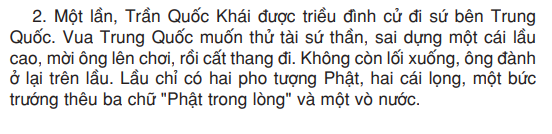 2. Một lần, Trần Quốc Khái được triều đình cử đi sứ bên Trung
Quốc. Vua Trung Quốc muốn thử tài sứ thần, sai dựng một cái lầu
cao, mời ông lên chơi, rồi cất thang đi. Không còn lối xuống, ông đành
ở lại trên lầu. Lầu chỉ có hai pho tượng Phật, hai cái lọng, một bức
trướng thêu ba chữ "Phật trong lòng" và một vò nước.